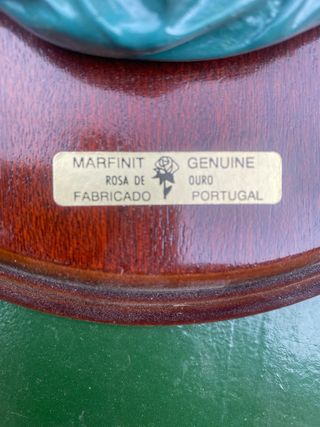 MARFINIT GENUINE
ROSA DE OURO
FABRICADO PORTUGAL